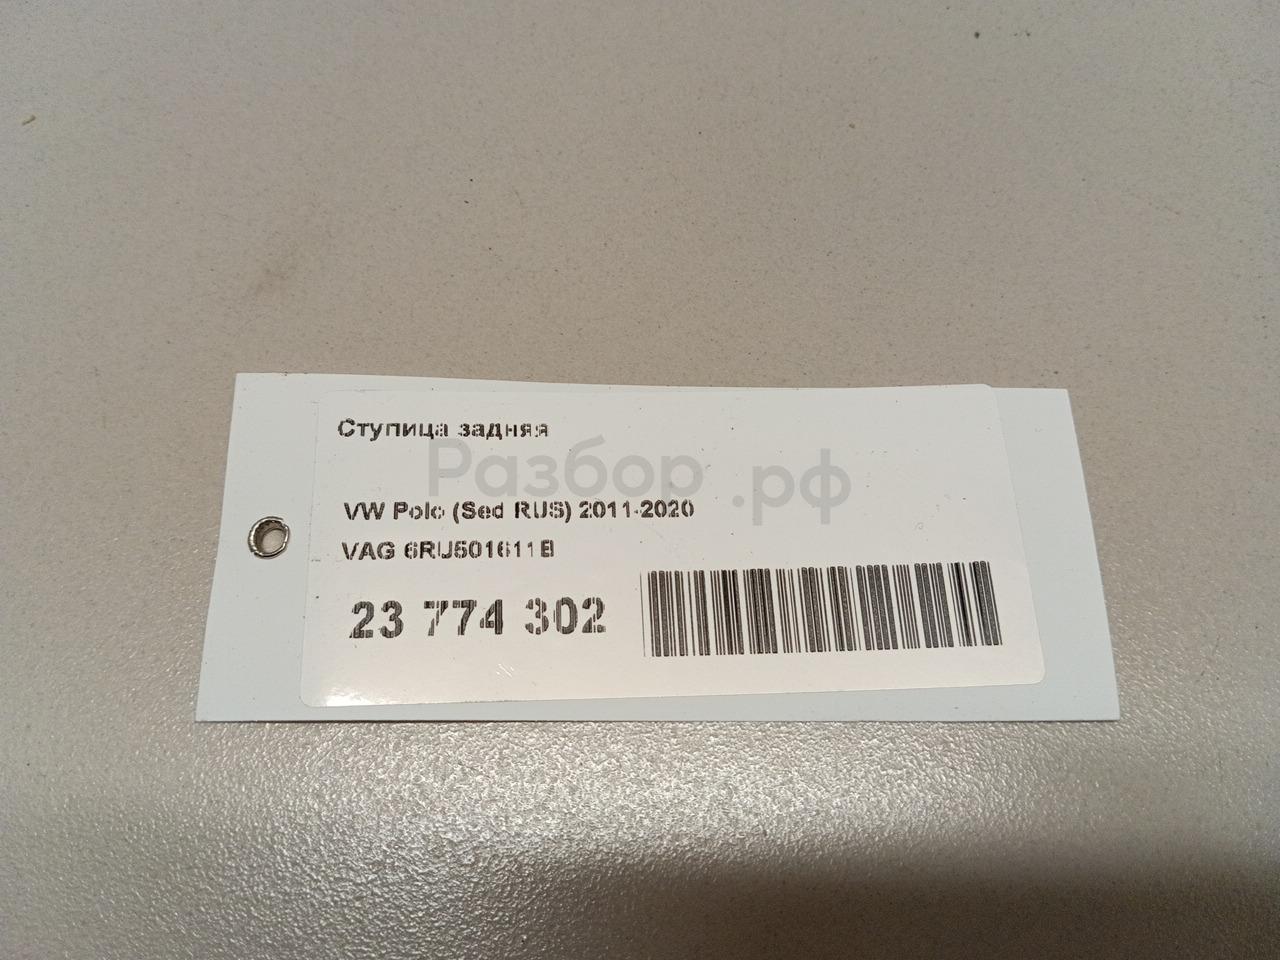 Ступица задняя
Разбор.рф
VW Polo (Sed RUS) 2011-2020
VAG 6RU501611B
23 774 302